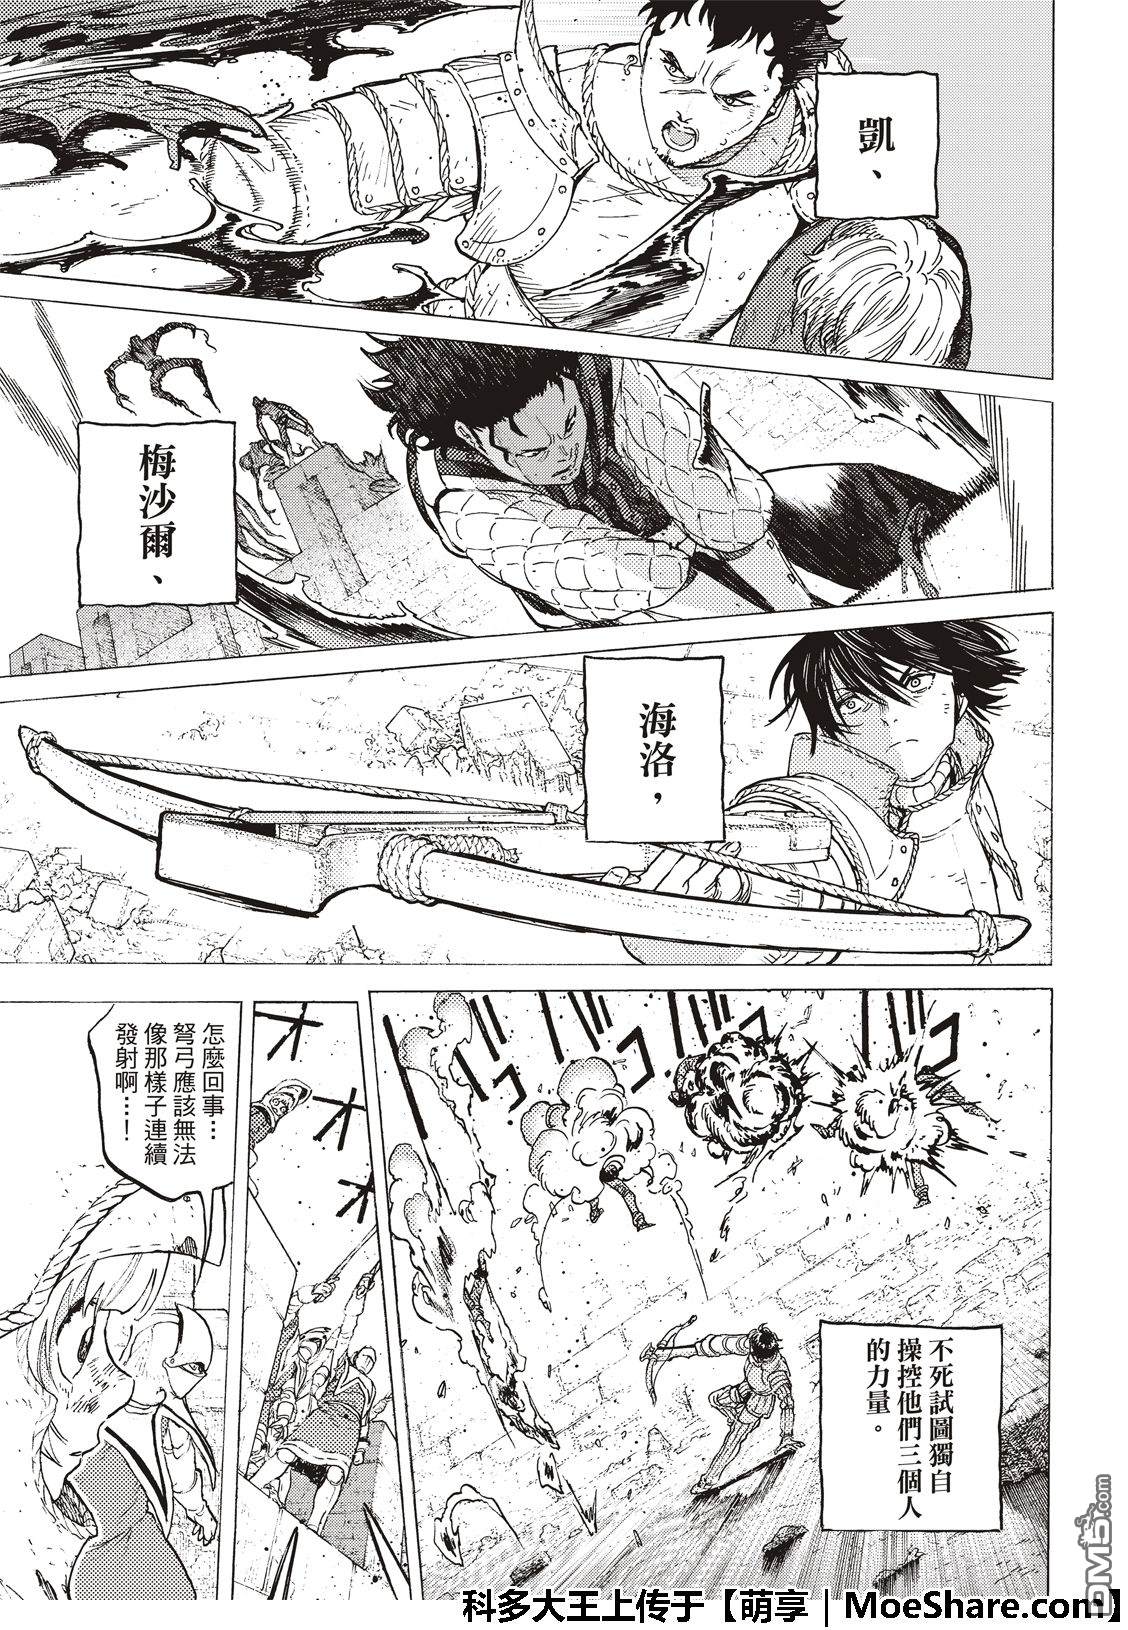 凱、
梅沙爾、
海洛，
不死試圖獨自
操控他們三個人
的力量。
怎麼回事…
弩弓應該無法
像那樣子連續
發射啊…！
科多大王上传于【萌享｜MoeShare.com】
DM5.com